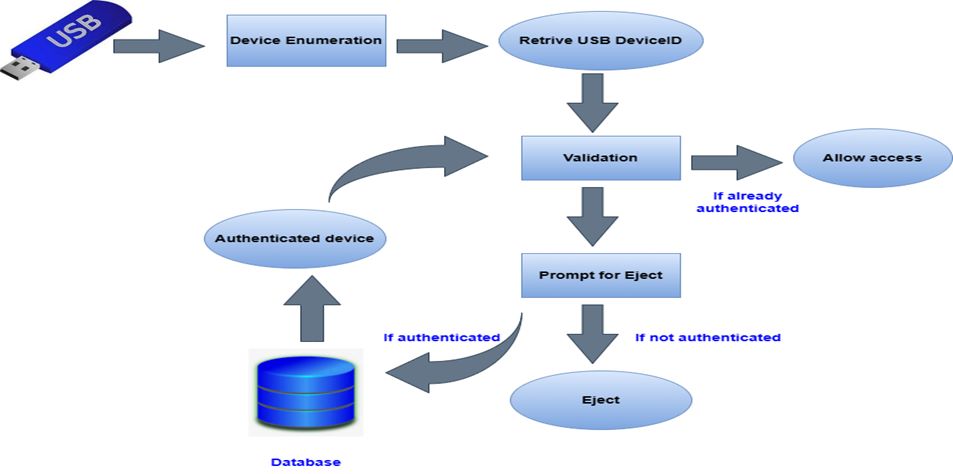 USB
Device Enumeration
Retrive USB DeviceID
Validation
Allow access
If already
authenticated
Authenticated device
Prompt for Eject
If authenticated
If not authenticated
Eject
Database